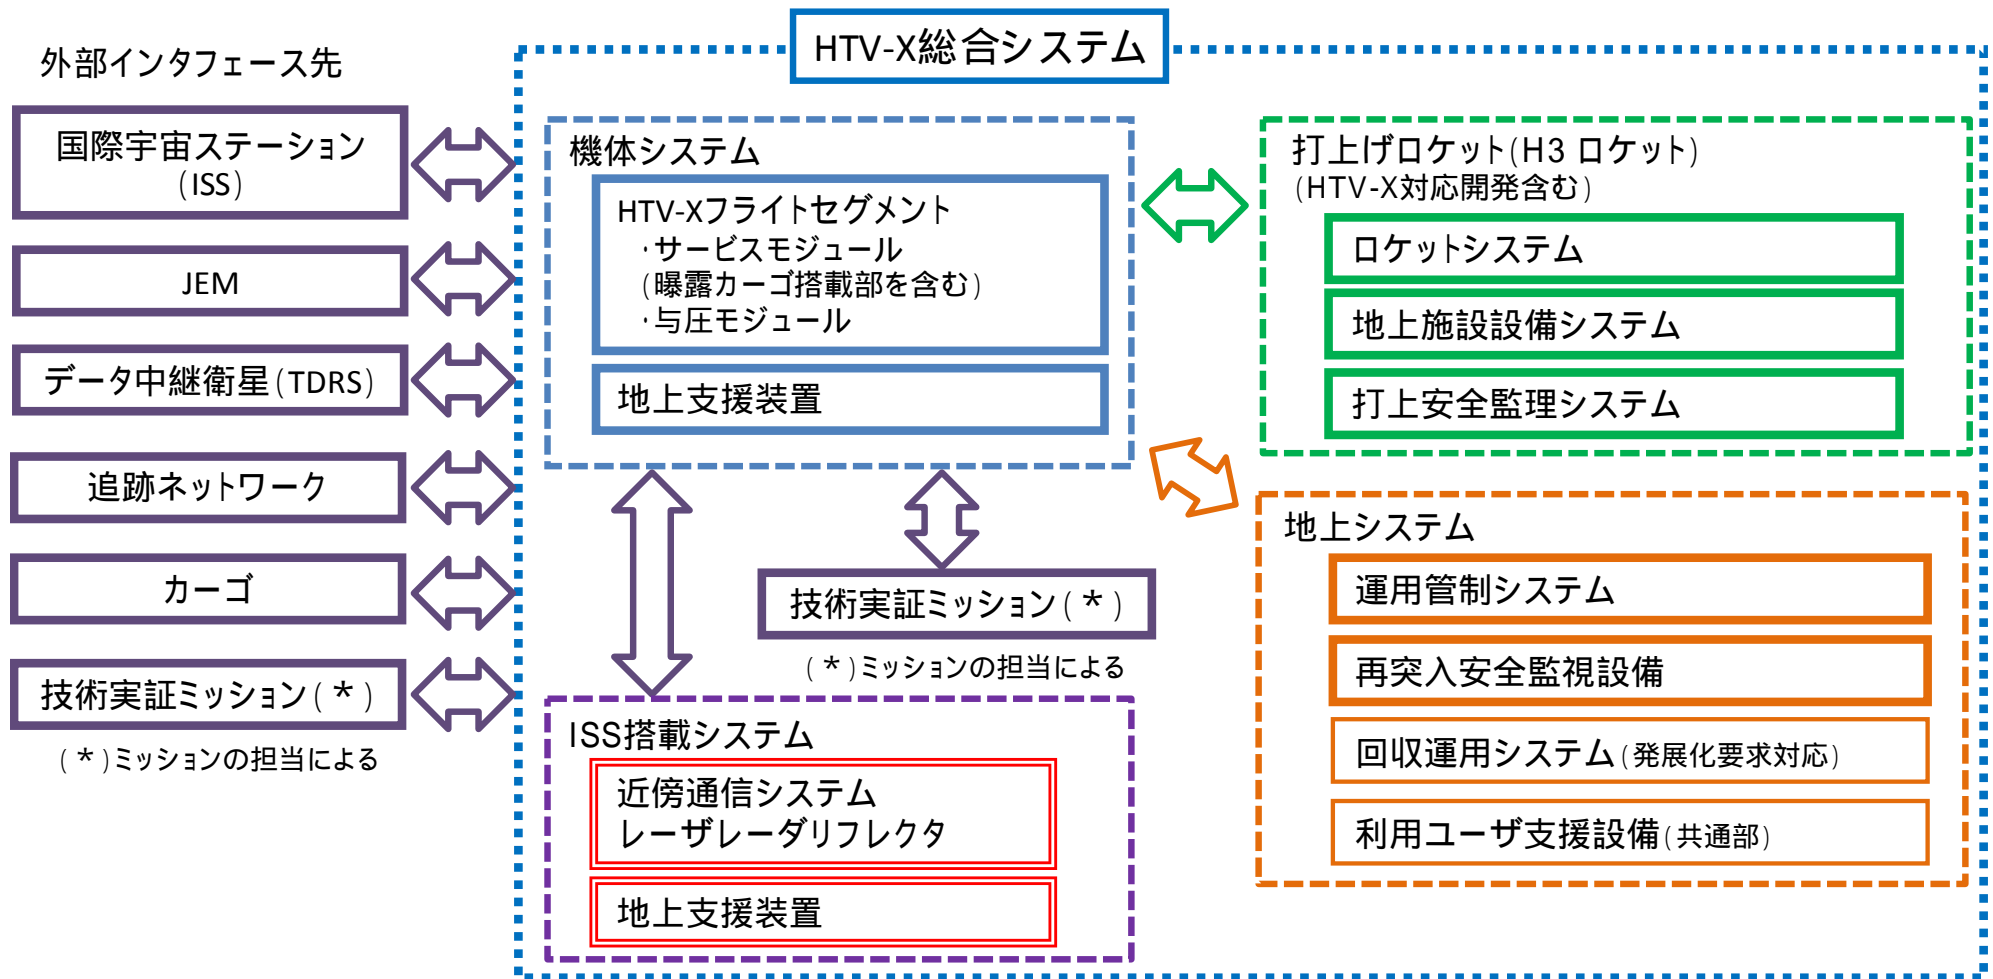 HTV-X総合システム
外部インタフェース先
国際宇宙ステーション
(ISS)
JEM
データ中継衛星(TDRS)
追跡ネットワーク
カーゴ
技術実証ミッション(*)
(*)ミッションの担当による
機体システム
HTV-Xフライトセグメント
・サービスモジュール
(曝露カーゴ搭載部を含む)
・与圧モジュール
地上支援装置
技術実証ミッション(*)
(*)ミッションの担当による
ISS搭載システム
近傍通信システム
レーザレーダリフレクタ
地上支援装置
打上げロケット(H3 ロケット)
(HTV-X対応開発含む)
ロケットシステム
地上施設設備システム
打上安全監理システム
地上システム
運用管制システム
再突入安全監視設備
回収運用システム(発展化要求対応)
利用ユーザ支援設備(共通部)